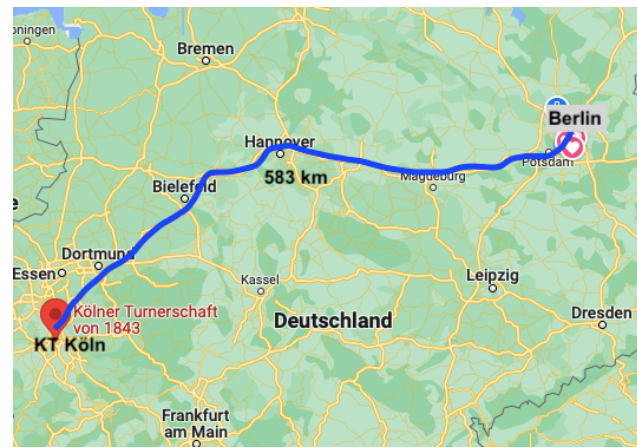 oningen
Bremen
Berlin
Hannover
Potsdam
583 km
Magdeburg
Bielefeld
Dortmund
Essen
Kassel
Leipzig
Kölner Turnerschaft
von 1843
Deutschland
Dresden
KT Köln
Frankfurt
am Main